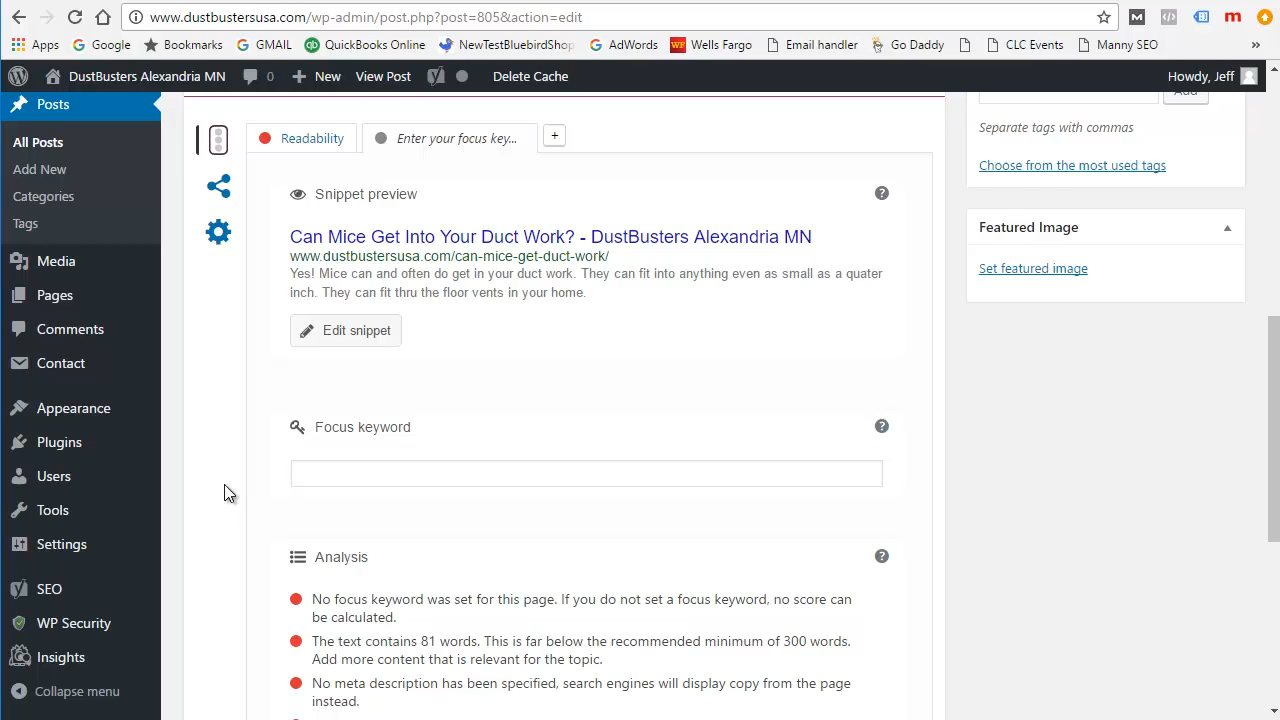 www.dustbustersusa.com/wp-admin/post.php?post=805&action=edit
Apps Google Bookmarks GMAIL QuickBooks Online NewTestBluebirdShop AdWords Wells Fargo Email handler Go Daddy CLC Events Manny SEO »
DustBusters Alexandria MN 0 New View Post Delete Cache Howdy, Jeff
Posts
All Posts
Add New
Categories
Tags
Media
Pages
Comments
Contact
Appearance
Plugins
Users
Tools
Settings
SEO
WP Security
Insights
Collapse menu
Readability Enter your focus key... +
Snippet preview
Can Mice Get Into Your Duct Work? - DustBusters Alexandria MN
www.dustbustersusa.com/can-mice-get-duct-work/
Yes! Mice can and often do get in your duct work. They can fit into anything even as small as a quater
inch. They can fit thru the floor vents in your home.
Edit snippet
Focus keyword
Analysis
No focus keyword was set for this page. If you do not set a focus keyword, no score can
be calculated.
The text contains 81 words. This is far below the recommended minimum of 300 words.
Add more content that is relevant for the topic.
No meta description has been specified, search engines will display copy from the page
instead.
Add
Separate tags with commas
Choose from the most used tags
Featured Image
Set featured image